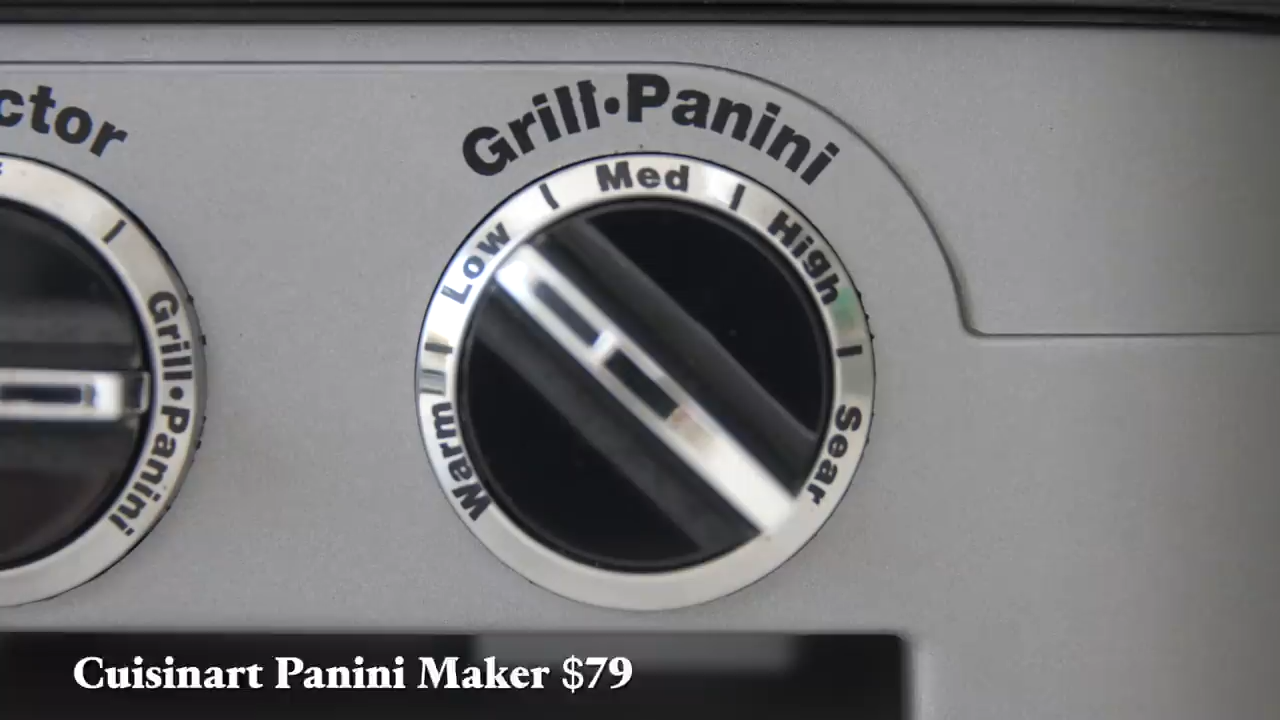 ctor
Grill•Panini
Grill•Panini
Warm
Low
Med
High
Sear
Cuisinart Panini Maker $79